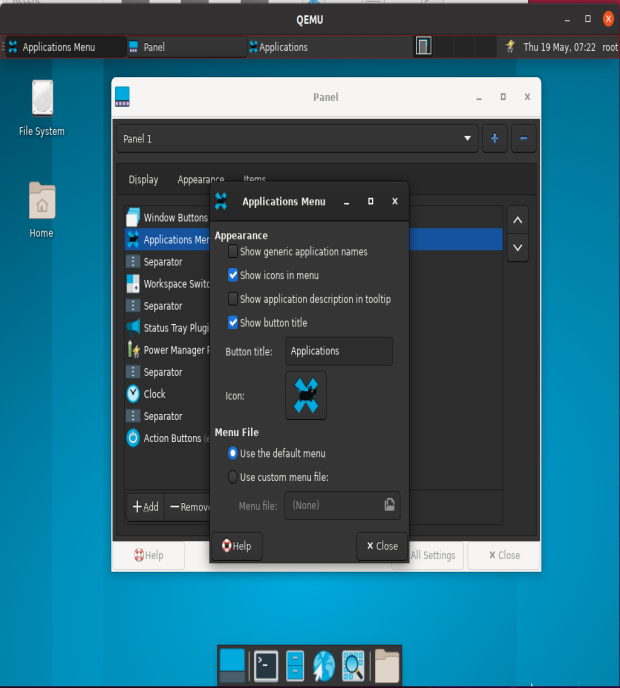 QEMU
Applications Menu
Panel
Applications
Thu 19 May, 07:22 root
File System
Home
Panel
Panel 1
Display Appearance Items
Window Buttons
Applications Men
Separator
Workspace Switc
Separator
Status Tray Plugi
Power Manager P
Separator
Clock
Separator
Action Buttons (e
Add Remove
Help All Settings Close
Applications Menu
Appearance
Show generic application names
Show icons in menu
Show application description in tooltip
Show button title
Button title: Applications
Icon:
Menu File
Use the default menu
Use custom menu file:
Menu file: (None)
Help Close